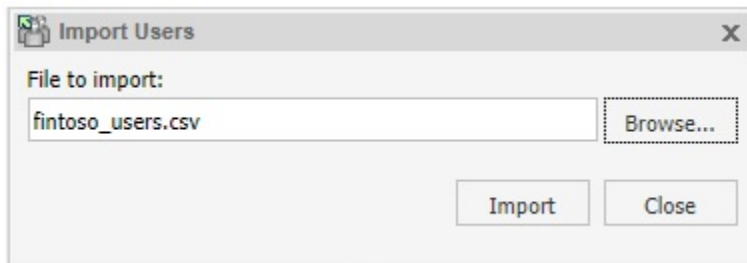 Import Users
x
File to import:
fintoso_users.csv
Browse...
Import
Close